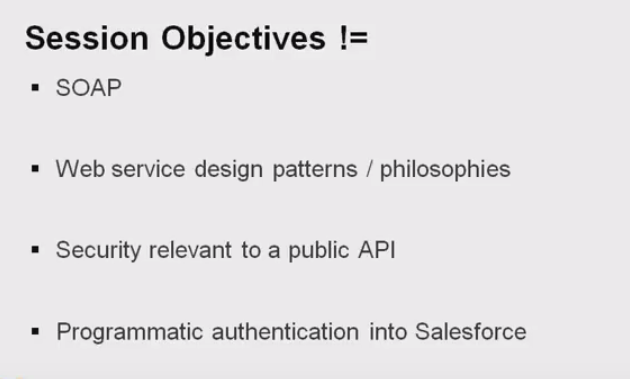 Session Objectives !=
▪ SOAP
▪ Web service design patterns / philosophies
▪ Security relevant to a public API
▪ Programmatic authentication into Salesforce